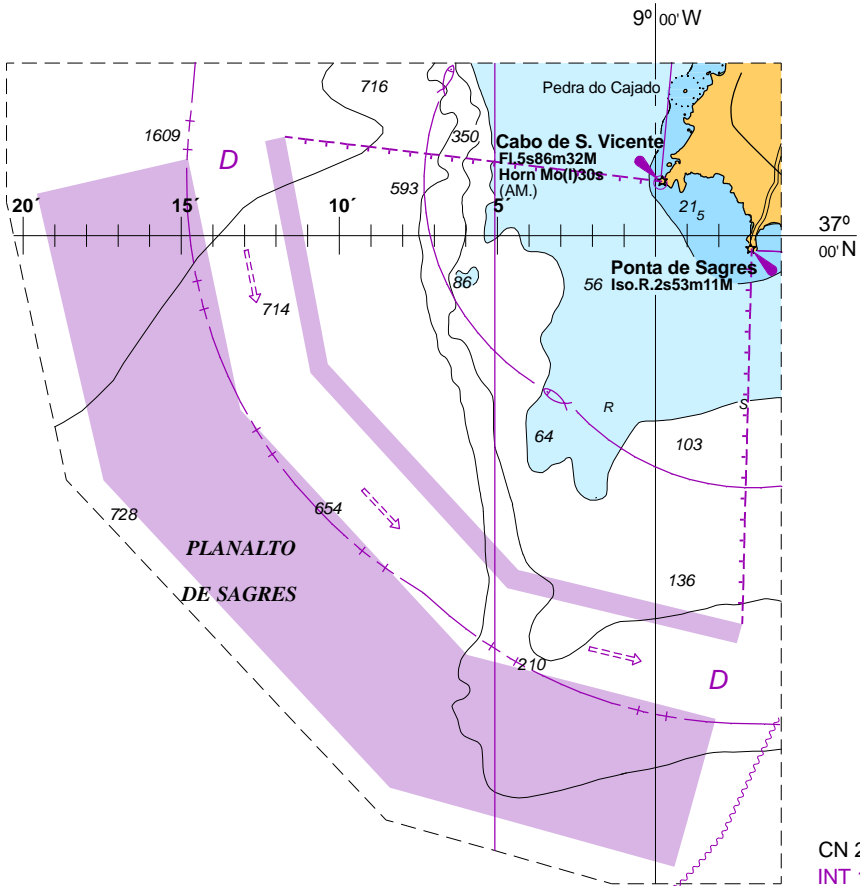 9º 00' W
716
Pedra do Cajado
1609
350
D
Cabo de S. Vicente
Fl.5s86m32M
Horn Mo(I)30s
(AM.)
593
20´
15´
10´
5´
21 5
37º
00' N
Ponta de Sagres
Iso.R.2s53m11M
86
56
714
R
S
64
103
654
728
PLANALTO
DE SAGRES
136
210
D
CN 2
INT